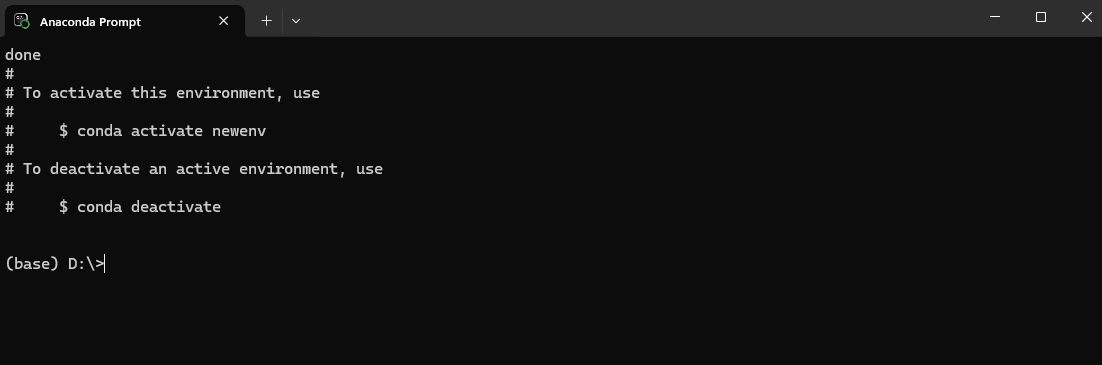 Anaconda Prompt
done
#
# To activate this environment, use
#
#     $ conda activate newenv
#
# To deactivate an active environment, use
#
#     $ conda deactivate
(base) D:\>